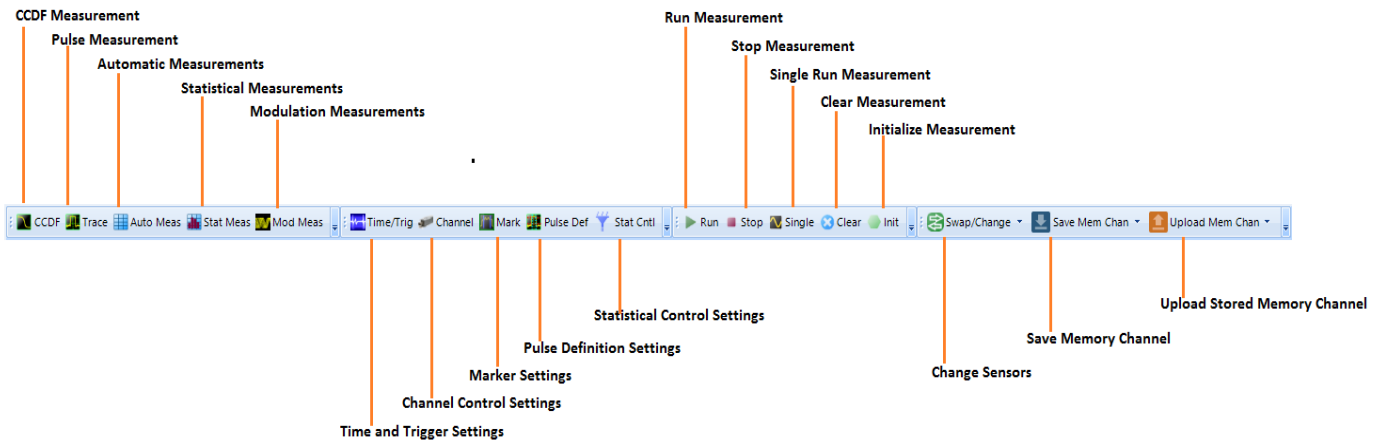 CCDF Measurement
Pulse Measurement
Automatic Measurements
Statistical Measurements
Modulation Measurements
Run Measurement
Stop Measurement
Single Run Measurement
Clear Measurement
Initialize Measurement
CCDF Trace Auto Meas Stat Meas Mod Meas Time/Trig Channel Mark Pulse Def Stat Cntl Run Stop Single Clear Init Swap/Change Save Mem Chan Upload Mem Chan
Upload Stored Memory Channel
Statistical Control Settings
Save Memory Channel
Pulse Definition Settings
Change Sensors
Marker Settings
Channel Control Settings
Time and Trigger Settings